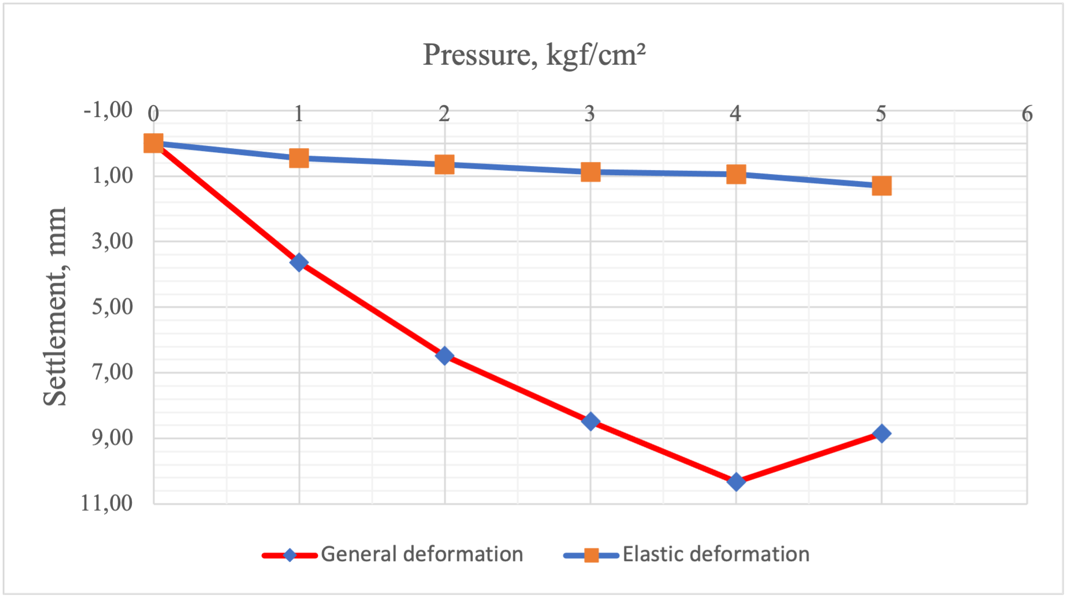 Pressure, kgf/cm²
-1,00
0 1 2 3 4 5 6
1,00
3,00
5,00
7,00
9,00
11,00
Settlement, mm
General deformation
Elastic deformation